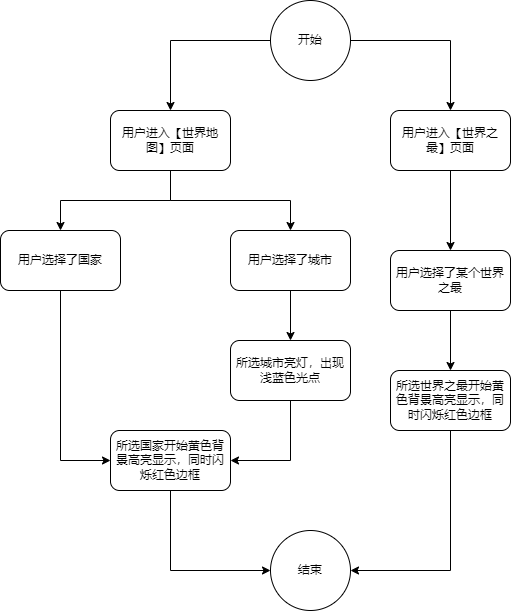 开始
用户进入【世界地
图】页面
用户进入【世界之
最】页面
用户选择了国家
用户选择了城市
用户选择了某个世界
之最
所选城市亮灯，出现
浅蓝色光点
所选世界之最开始黄
色背景高亮显示，同
时闪烁红色边框
所选国家开始黄色背
景高亮显示，同时闪
烁红色边框
结束